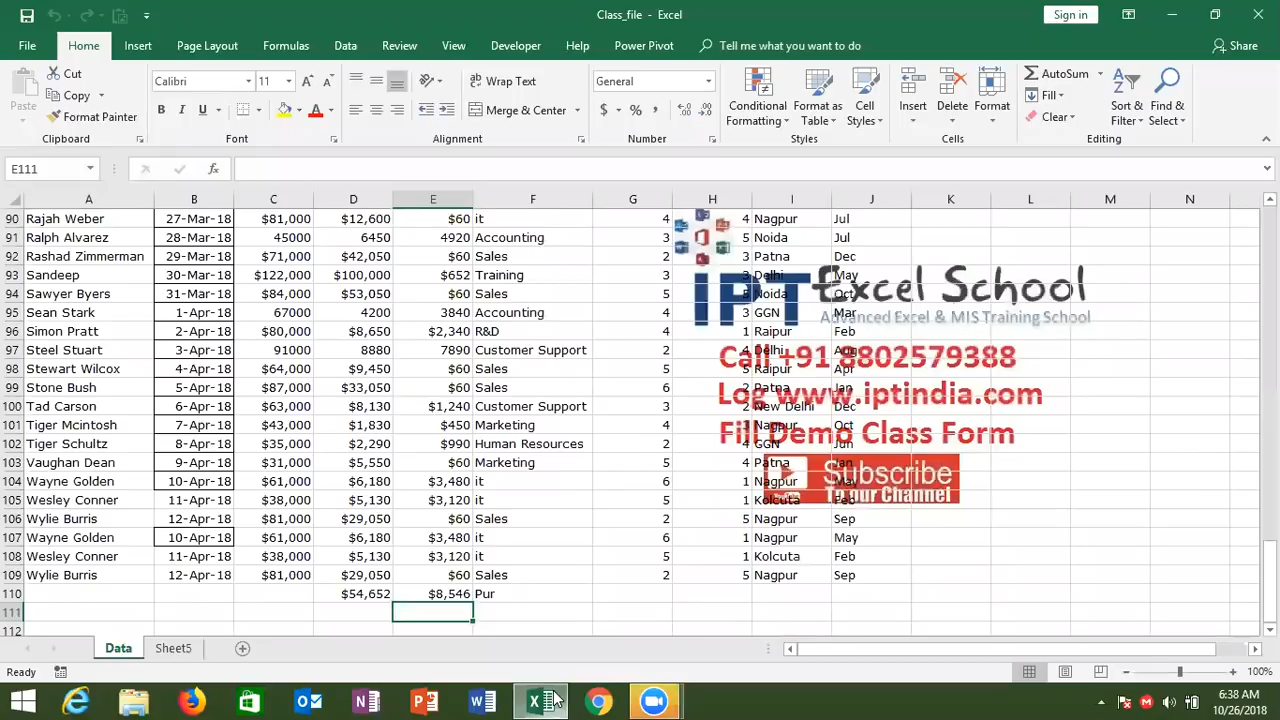 Class_file - Excel
Sign in
File Home Insert Page Layout Formulas Data Review View Developer Help Power Pivot Tell me what you want to do Share
Paste
Cut
Copy
Format Painter
Clipboard
Calibri 11
B I U
Font
Wrap Text
Merge & Center
Alignment
General
$ % ,
Number
Conditional Formatting
Format as Table
Cell Styles
Styles
Insert
Delete
Format
Cells
AutoSum
Fill
Clear
Sort & Filter
Find & Select
Editing
E111
fx
A B C D E F G H I J K L M N
90 Rajah Weber 27-Mar-18 $81,000 $12,600 $60 it 4 4 Nagpur Jul
91 Ralph Alvarez 28-Mar-18 45000 6450 4920 Accounting 3 5 Noida Jul
92 Rashad Zimmerman 29-Mar-18 $71,000 $42,050 $60 Sales 2 3 Patna Dec
93 Sandeep 30-Mar-18 $122,000 $100,000 $652 Training 3 3 Delhi May
94 Sawyer Byers 31-Mar-18 $84,000 $53,050 $60 Sales 5 5 Noida Oct
95 Sean Stark 1-Apr-18 67000 4200 3840 Accounting 4 3 GGN Mar
96 Simon Pratt 2-Apr-18 $80,000 $8,650 $2,340 R&D 4 1 Raipur Feb
97 Steel Stuart 3-Apr-18 91000 8880 7890 Customer Support 2 4 Delhi Aug
98 Stewart Wilcox 4-Apr-18 $64,000 $9,450 $60 Sales 5 Raipur Apr
99 Stone Bush 5-Apr-18 $87,000 $33,050 $60 Sales 6 2 Patna Jan
100 Tad Carson 6-Apr-18 $63,000 $8,130 $1,240 Customer Support 3 2 New Delhi Dec
101 Tiger Mcintosh 7-Apr-18 $43,000 $1,830 $450 Marketing 4 Nagpur Oct
102 Tiger Schultz 8-Apr-18 $35,000 $2,290 $990 Human Resources 2 4 GGN Jun
103 Vaughan Dean 9-Apr-18 $31,000 $5,550 $60 Marketing 5 4 Patna Jan
104 Wayne Golden 10-Apr-18 $61,000 $6,180 $3,480 it 6 1 Nagpur May
105 Wesley Conner 11-Apr-18 $38,000 $5,130 $3,120 it 5 1 Kolcuta Feb
106 Wylie Burris 12-Apr-18 $81,000 $29,050 $60 Sales 2 5 Nagpur Sep
107 Wayne Golden 10-Apr-18 $61,000 $6,180 $3,480 it 6 1 Nagpur May
108 Wesley Conner 11-Apr-18 $38,000 $5,130 $3,120 it 5 1 Kolcuta Feb
109 Wylie Burris 12-Apr-18 $81,000 $29,050 $60 Sales 2 5 Nagpur Sep
110 $54,652 $8,546 Pur
111
112
IPT Excel School
Advanced Excel & MIS Training School
Call +91 8802579388
Log www.iptindia.com
Fill Demo Class Form
Subscribe
To Your Channel
Data Sheet5
Ready
100%
6:38 AM
10/26/2018